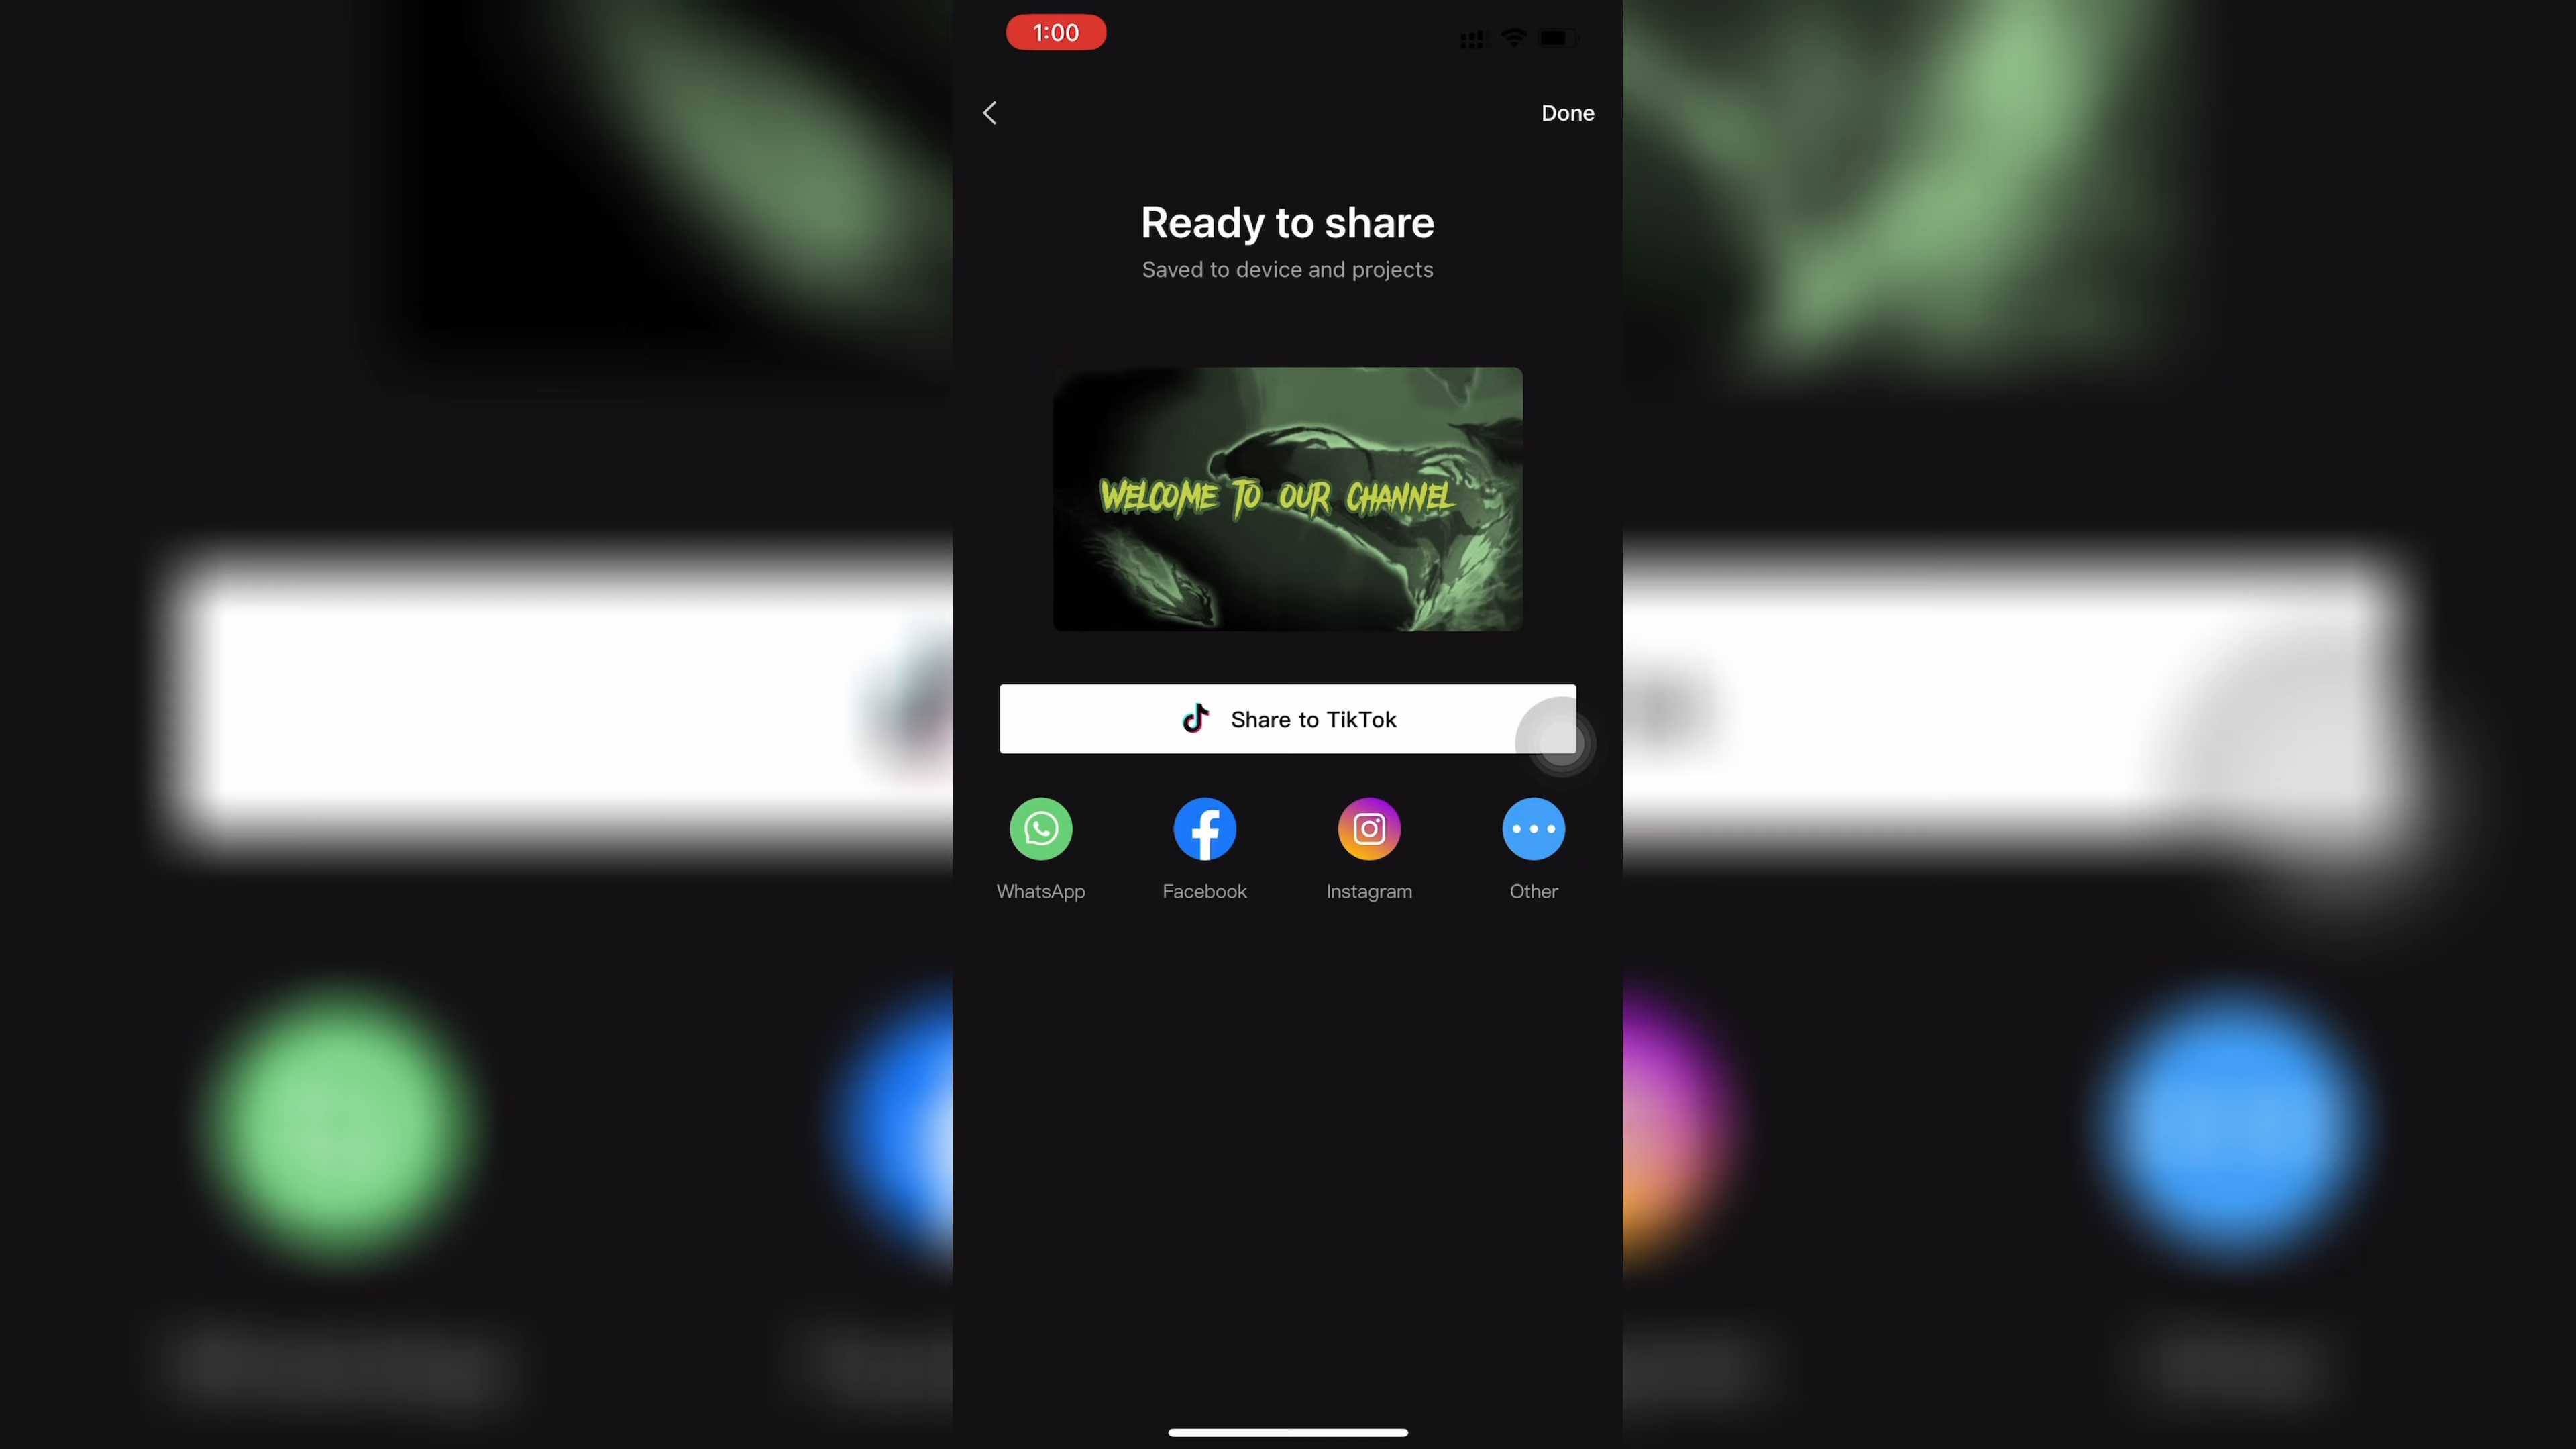 1:00
Done
Ready to share
Saved to device and projects
WELCOME TO OUR CHANNEL
Share to TikTok
WhatsApp
Facebook
Instagram
Other